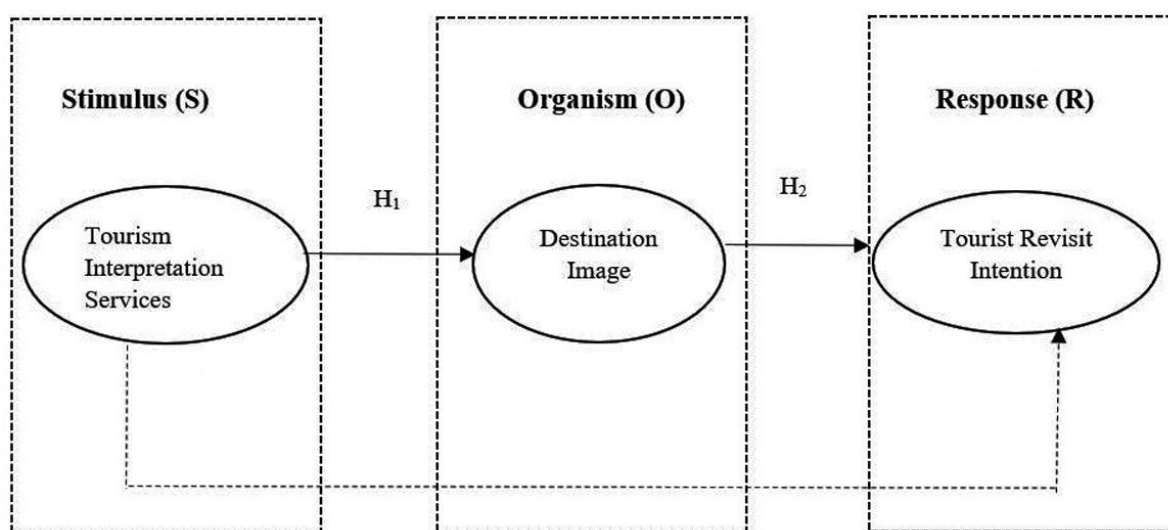 Stimulus (S)
Organism (O)
Response (R)
H₁
H₂
Tourism
Interpretation
Services
Destination
Image
Tourist Revisit
Intention